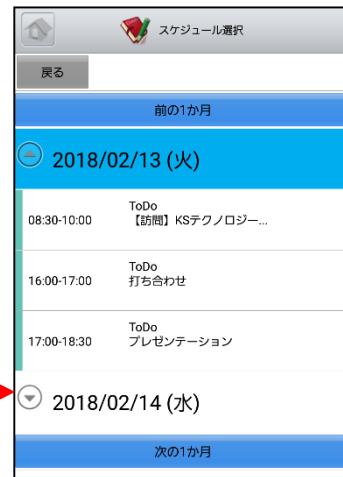 スケジュール選択
戻る
前の1か月
2018/02/13 (火)
ToDo
08:30-10:00 【訪問】KSテクノロジー...
ToDo
16:00-17:00 打ち合わせ
ToDo
17:00-18:30 プレゼンテーション
2018/02/14 (水)
次の1か月